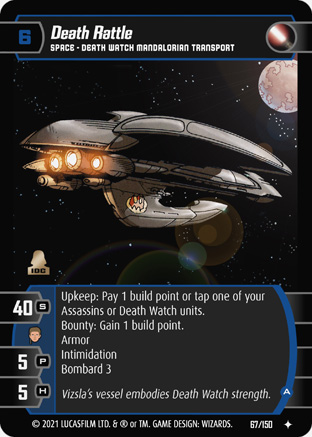 6
Death Rattle
SPACE - DEATH WATCH MANDALORIAN TRANSPORT
IDC
40 S
Upkeep: Pay 1 build point or tap one of your
Assassins or Death Watch units.
Bounty: Gain 1 build point.
Armor
5 P
Intimidation
Bombard 3
5 H
Vizsla's vessel embodies Death Watch strength.
A
© 2021 LUCASFILM LTD. & ® or TM. GAME DESIGN: WIZARDS.
67/150